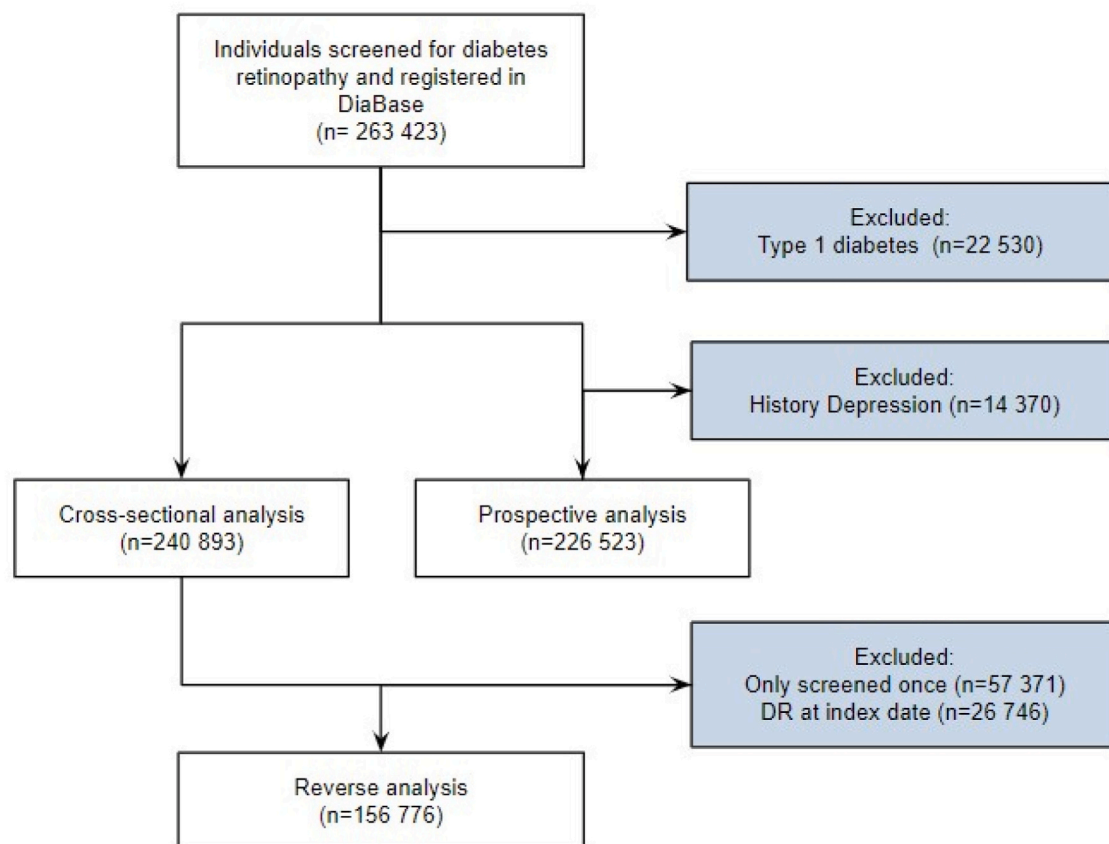 Individuals screened for diabetes
retinopathy and registered in
DiaBase
(n= 263 423)
Excluded:
Type 1 diabetes  (n=22 530)
Excluded:
History Depression (n=14 370)
Cross-sectional analysis
(n=240 893)
Prospective analysis
(n=226 523)
Excluded:
Only screened once (n=57 371)
DR at index date (n=26 746)
Reverse analysis
(n=156 776)